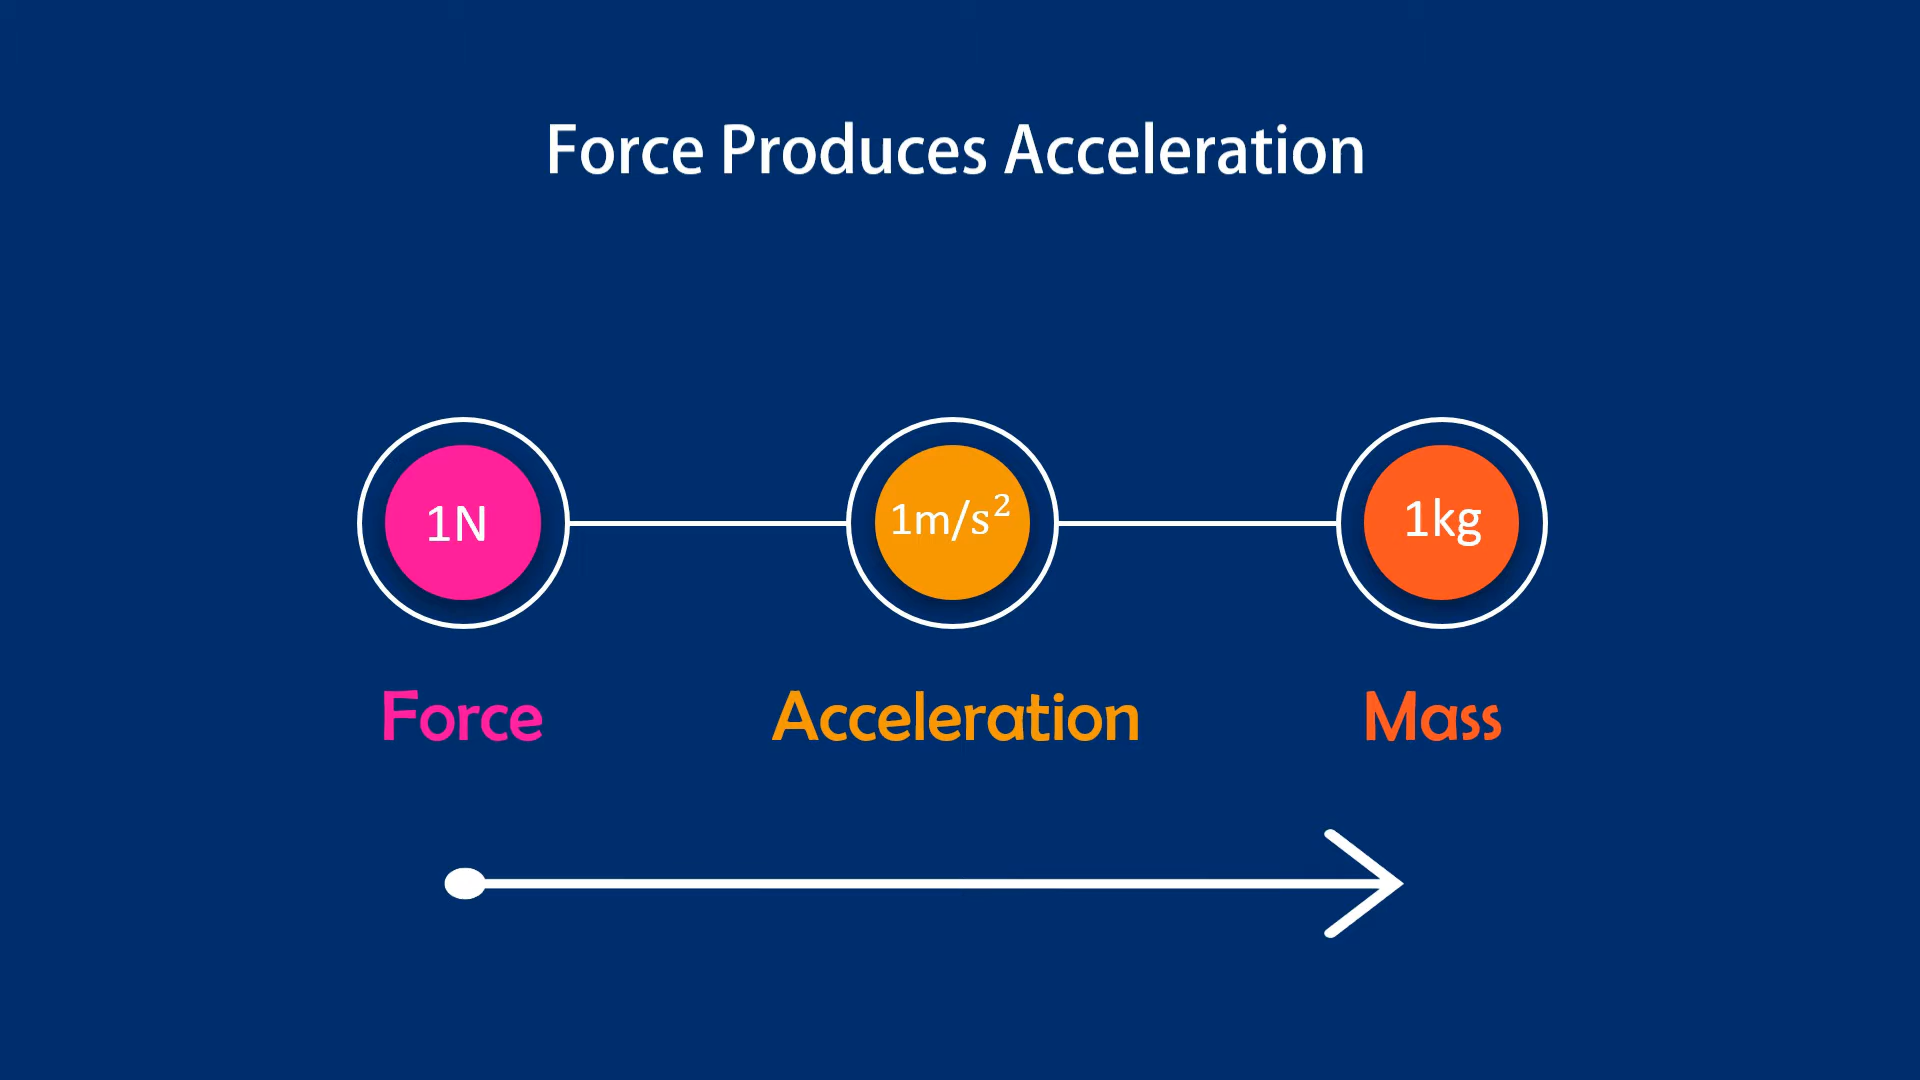 Force Produces Acceleration
1N
1m/s²
1kg
Force
Acceleration
Mass